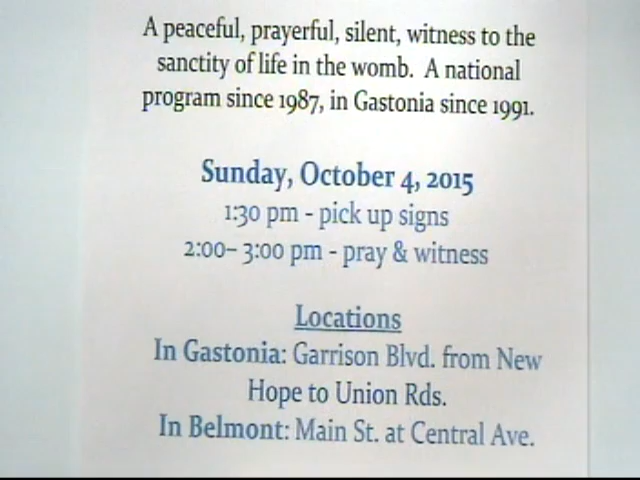 A peaceful, prayerful, silent, witness to the
sanctity of life in the womb.  A national
program since 1987, in Gastonia since 1991.
Sunday, October 4, 2015
1:30 pm - pick up signs
2:00– 3:00 pm - pray & witness
Locations
In Gastonia: Garrison Blvd. from New
Hope to Union Rds.
In Belmont: Main St. at Central Ave.